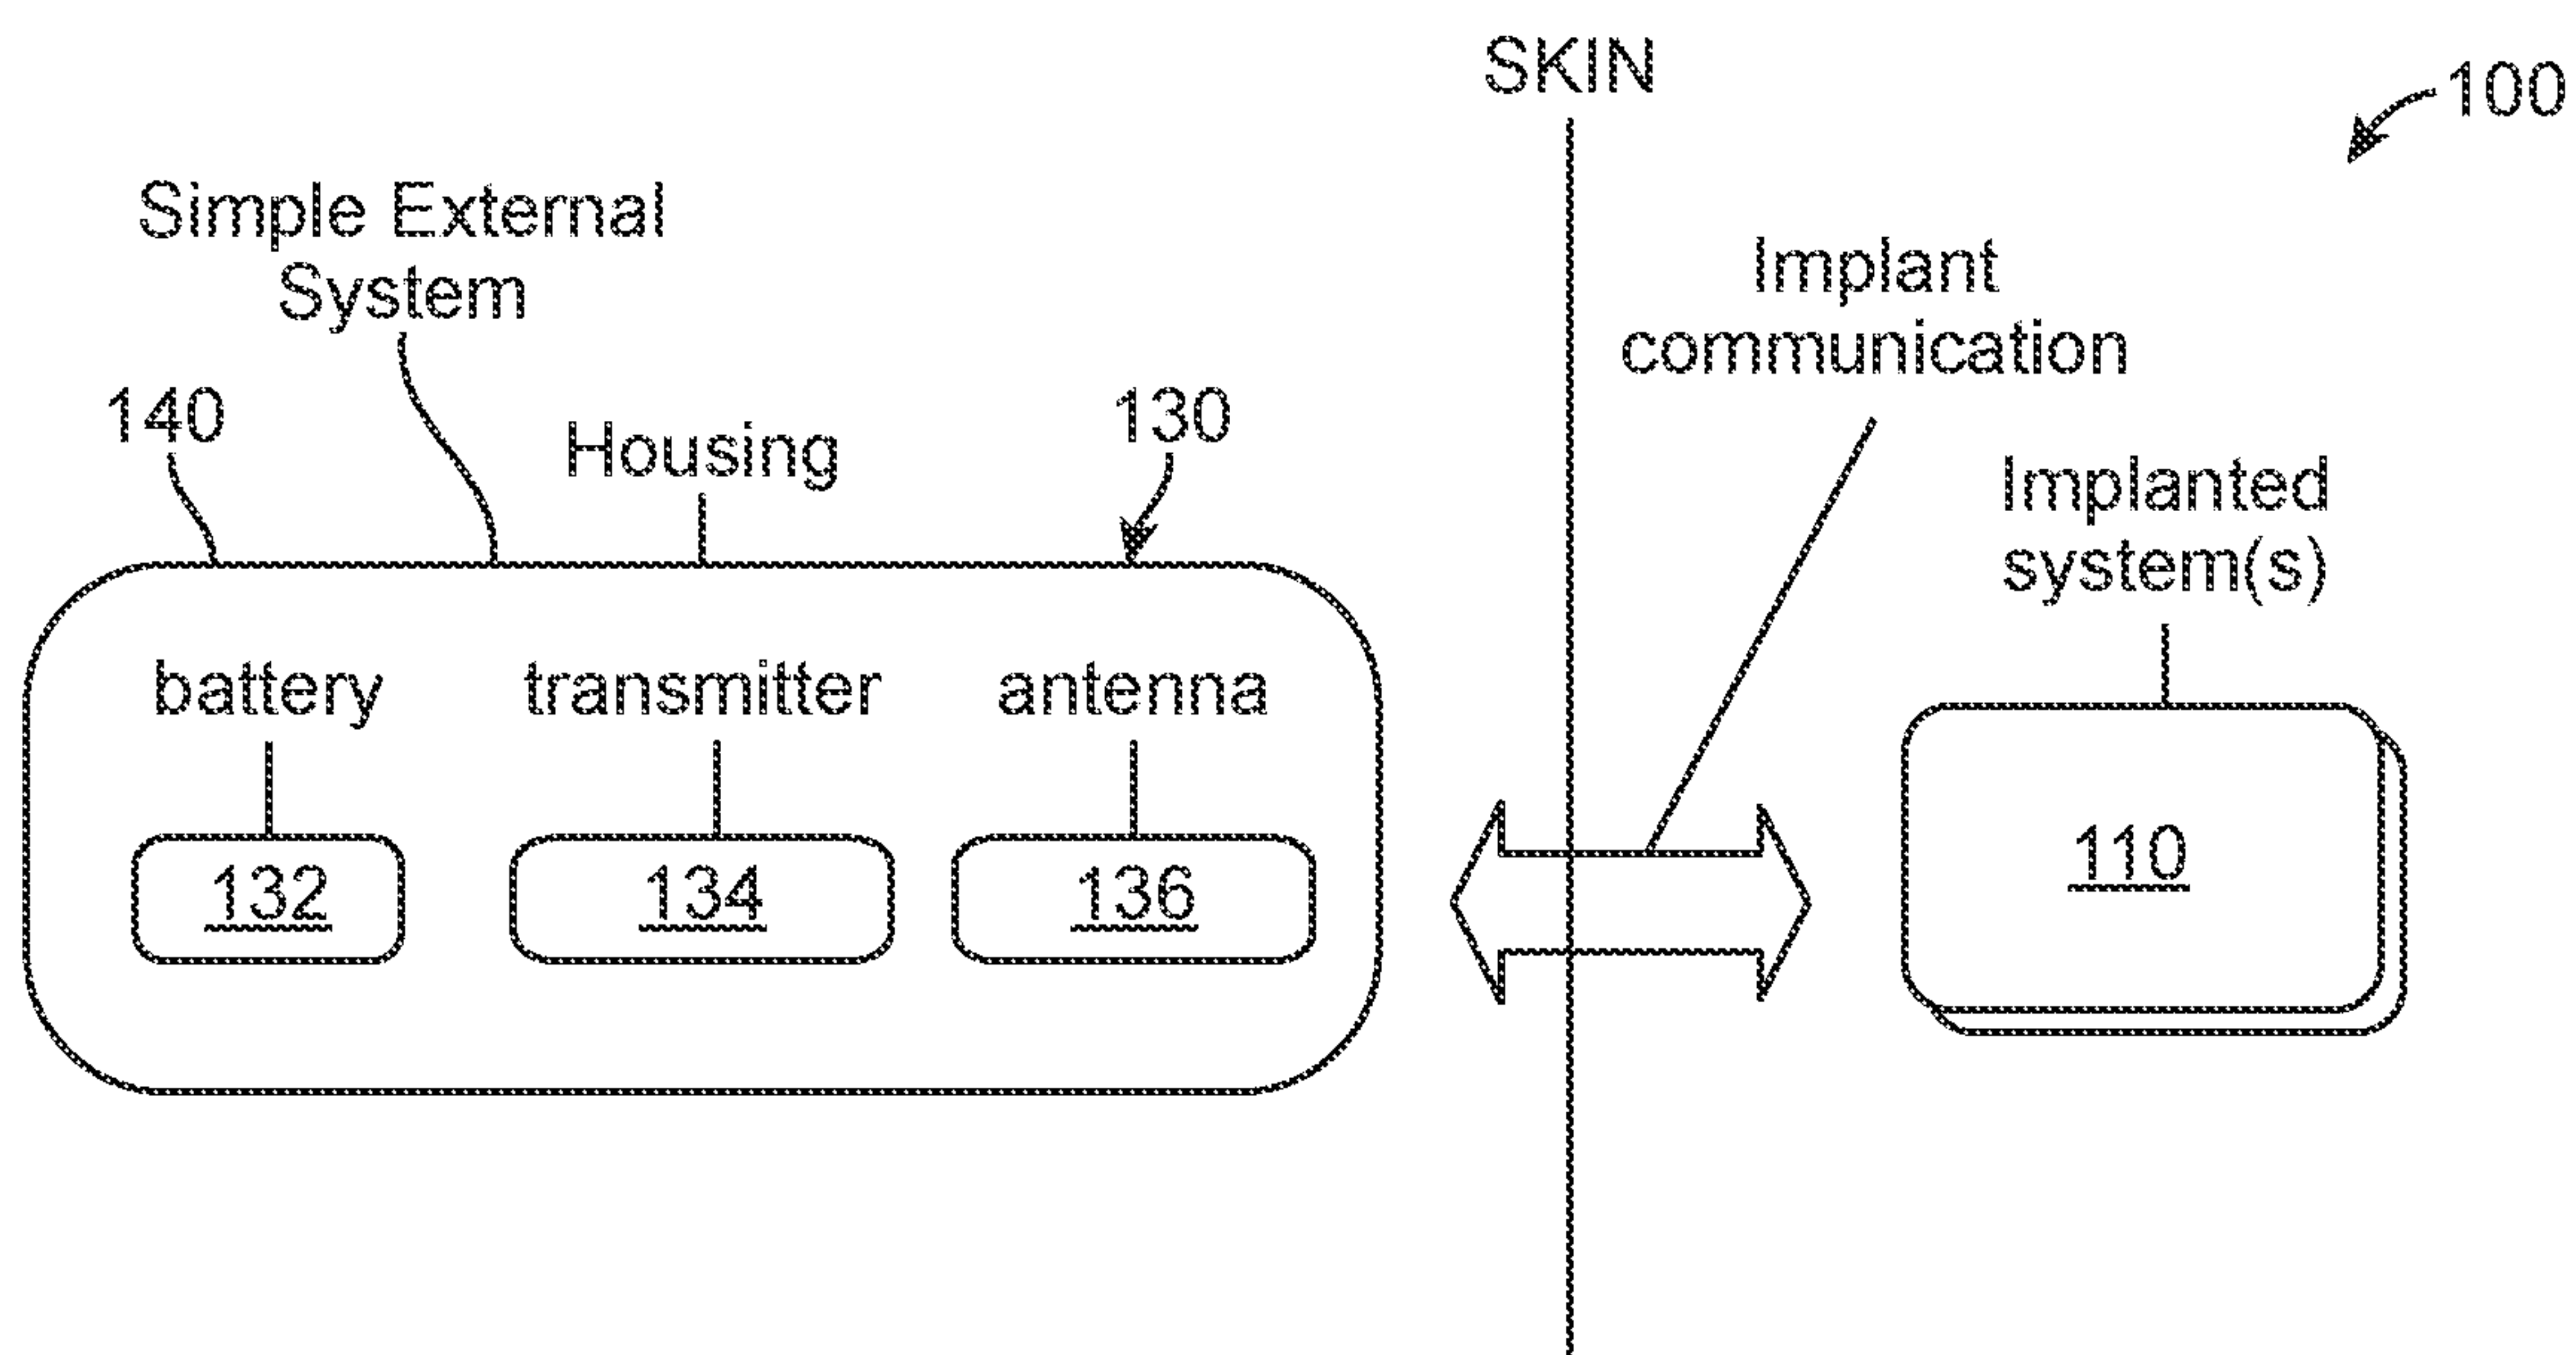 SKIN
100
Simple External
System
Implant
communication
140
Housing
130
Implanted
system(s)
battery
transmitter
antenna
132
134
136
110